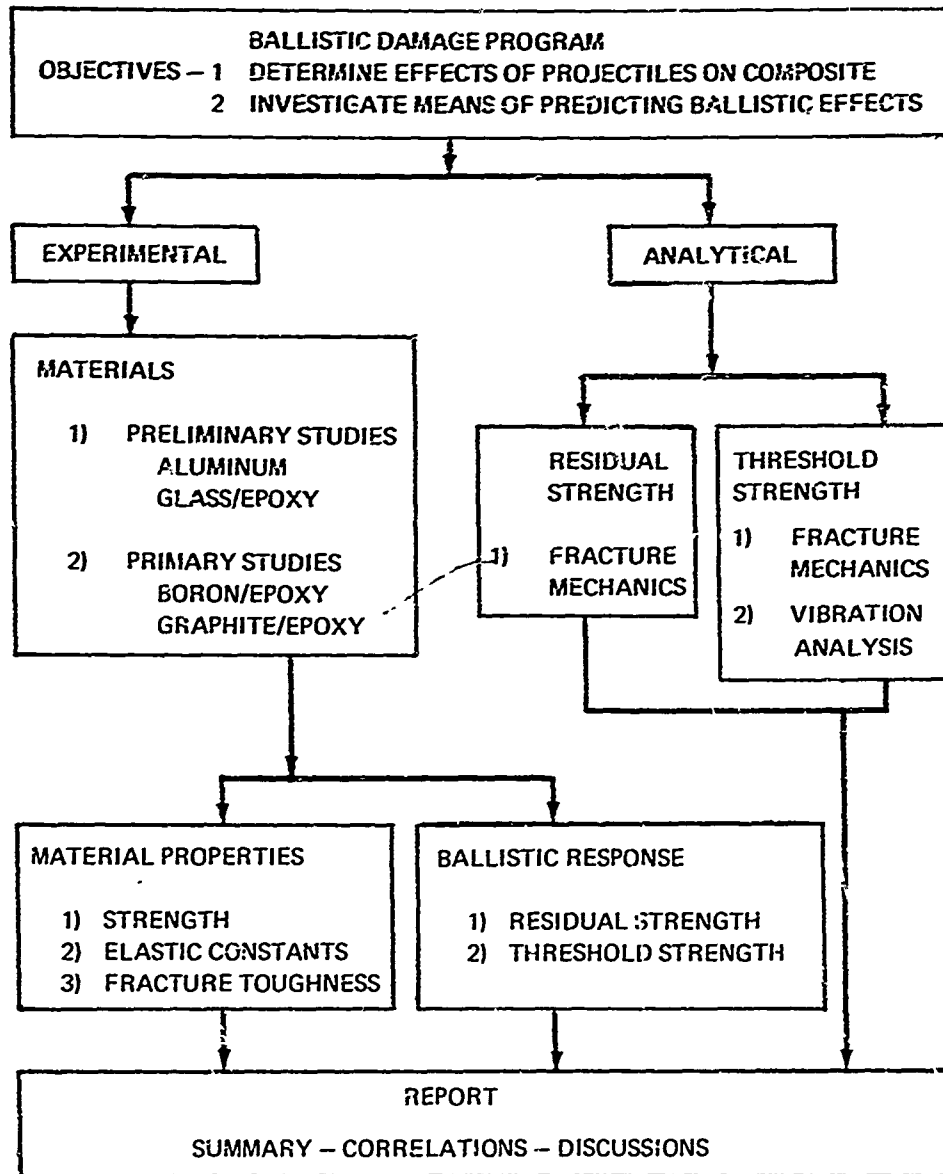 BALLISTIC DAMAGE PROGRAM
OBJECTIVES – 1 DETERMINE EFFECTS OF PROJECTILES ON COMPOSITE
2 INVESTIGATE MEANS OF PREDICTING BALLISTIC EFFECTS
EXPERIMENTAL
ANALYTICAL
MATERIALS
1) PRELIMINARY STUDIES
ALUMINUM
GLASS/EPOXY
2) PRIMARY STUDIES
BORON/EPOXY
GRAPHITE/EPOXY
RESIDUAL
STRENGTH
1) FRACTURE
MECHANICS
THRESHOLD
STRENGTH
1) FRACTURE
MECHANICS
2) VIBRATION
ANALYSIS
MATERIAL PROPERTIES
1) STRENGTH
2) ELASTIC CONSTANTS
3) FRACTURE TOUGHNESS
BALLISTIC RESPONSE
1) RESIDUAL STRENGTH
2) THRESHOLD STRENGTH
REPORT
SUMMARY – CORRELATIONS – DISCUSSIONS